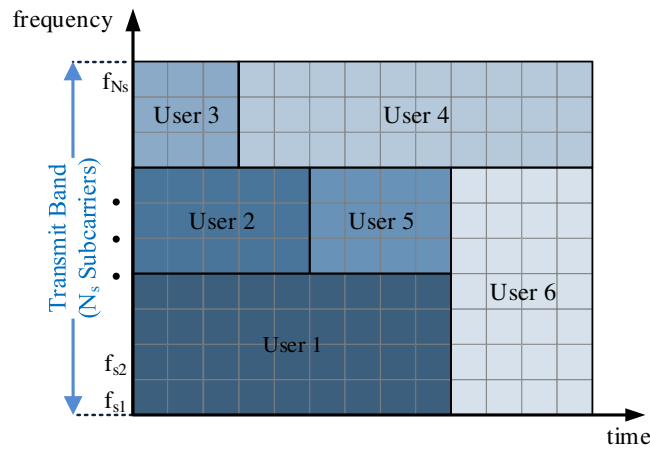 frequency
f_Ns
User 3
User 4
User 2
User 5
Transmit Band
(N_s Subcarriers)
User 6
User 1
f_s2
f_s1
time